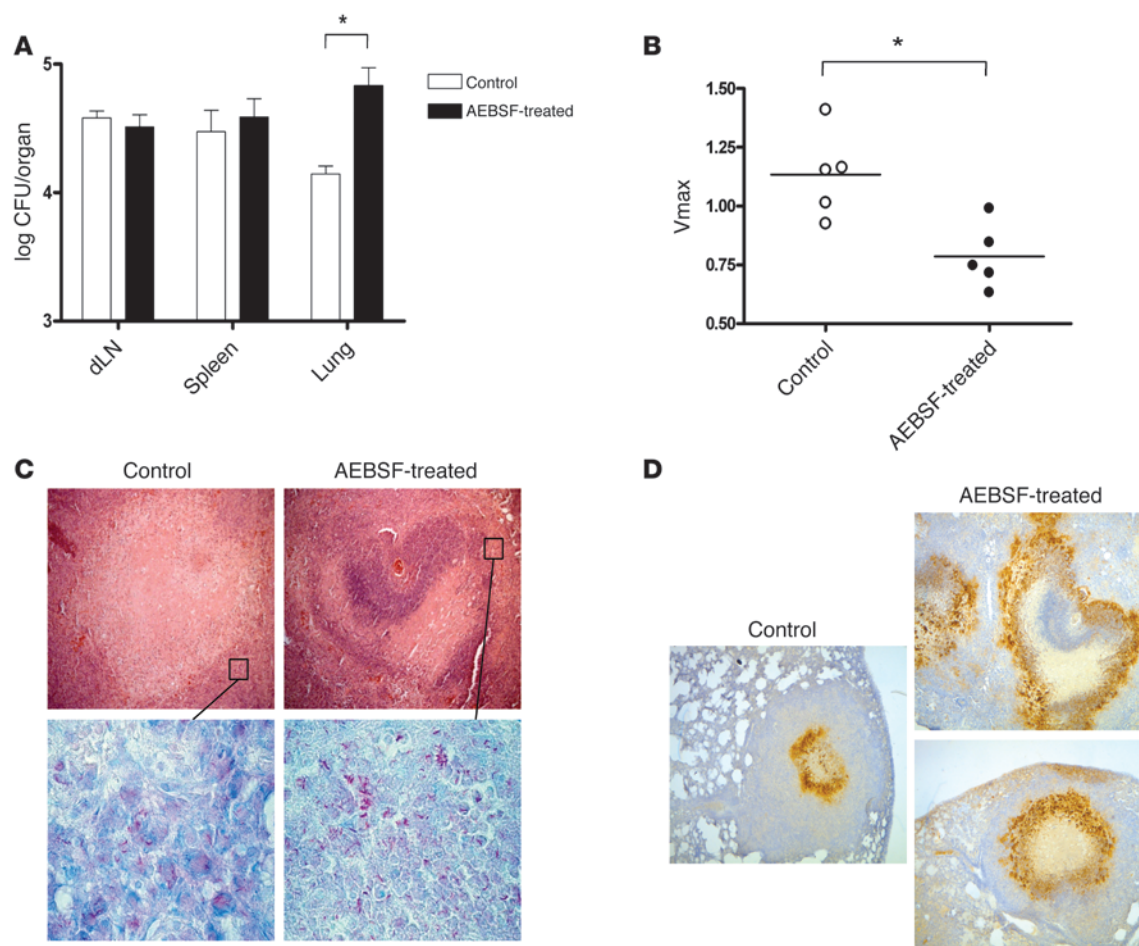 A
*
log CFU/organ
5
4
3
dLN
Spleen
Lung
Control
AEBSF-treated
B
*
Vmax
1.50
1.25
1.00
0.75
0.50
Control
AEBSF-treated
C
Control
AEBSF-treated
D
AEBSF-treated
Control